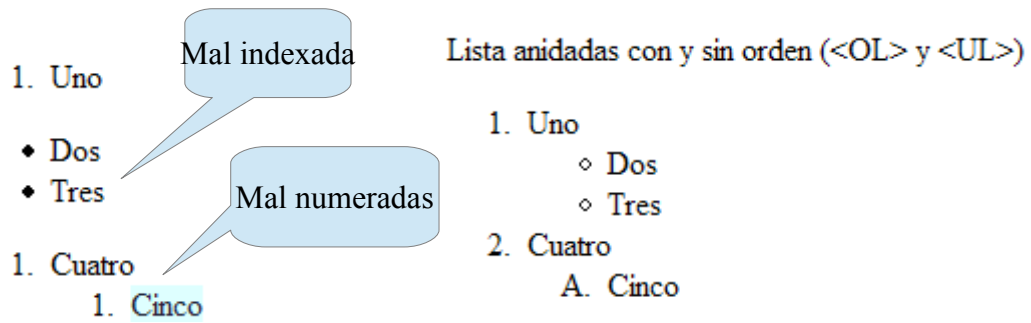 Mal indexada
1. Uno
• Dos
• Tres
Mal numeradas
1. Cuatro
1. Cinco
Lista anidadas con y sin orden (<OL> y <UL>)
1. Uno
○ Dos
○ Tres
2. Cuatro
A. Cinco